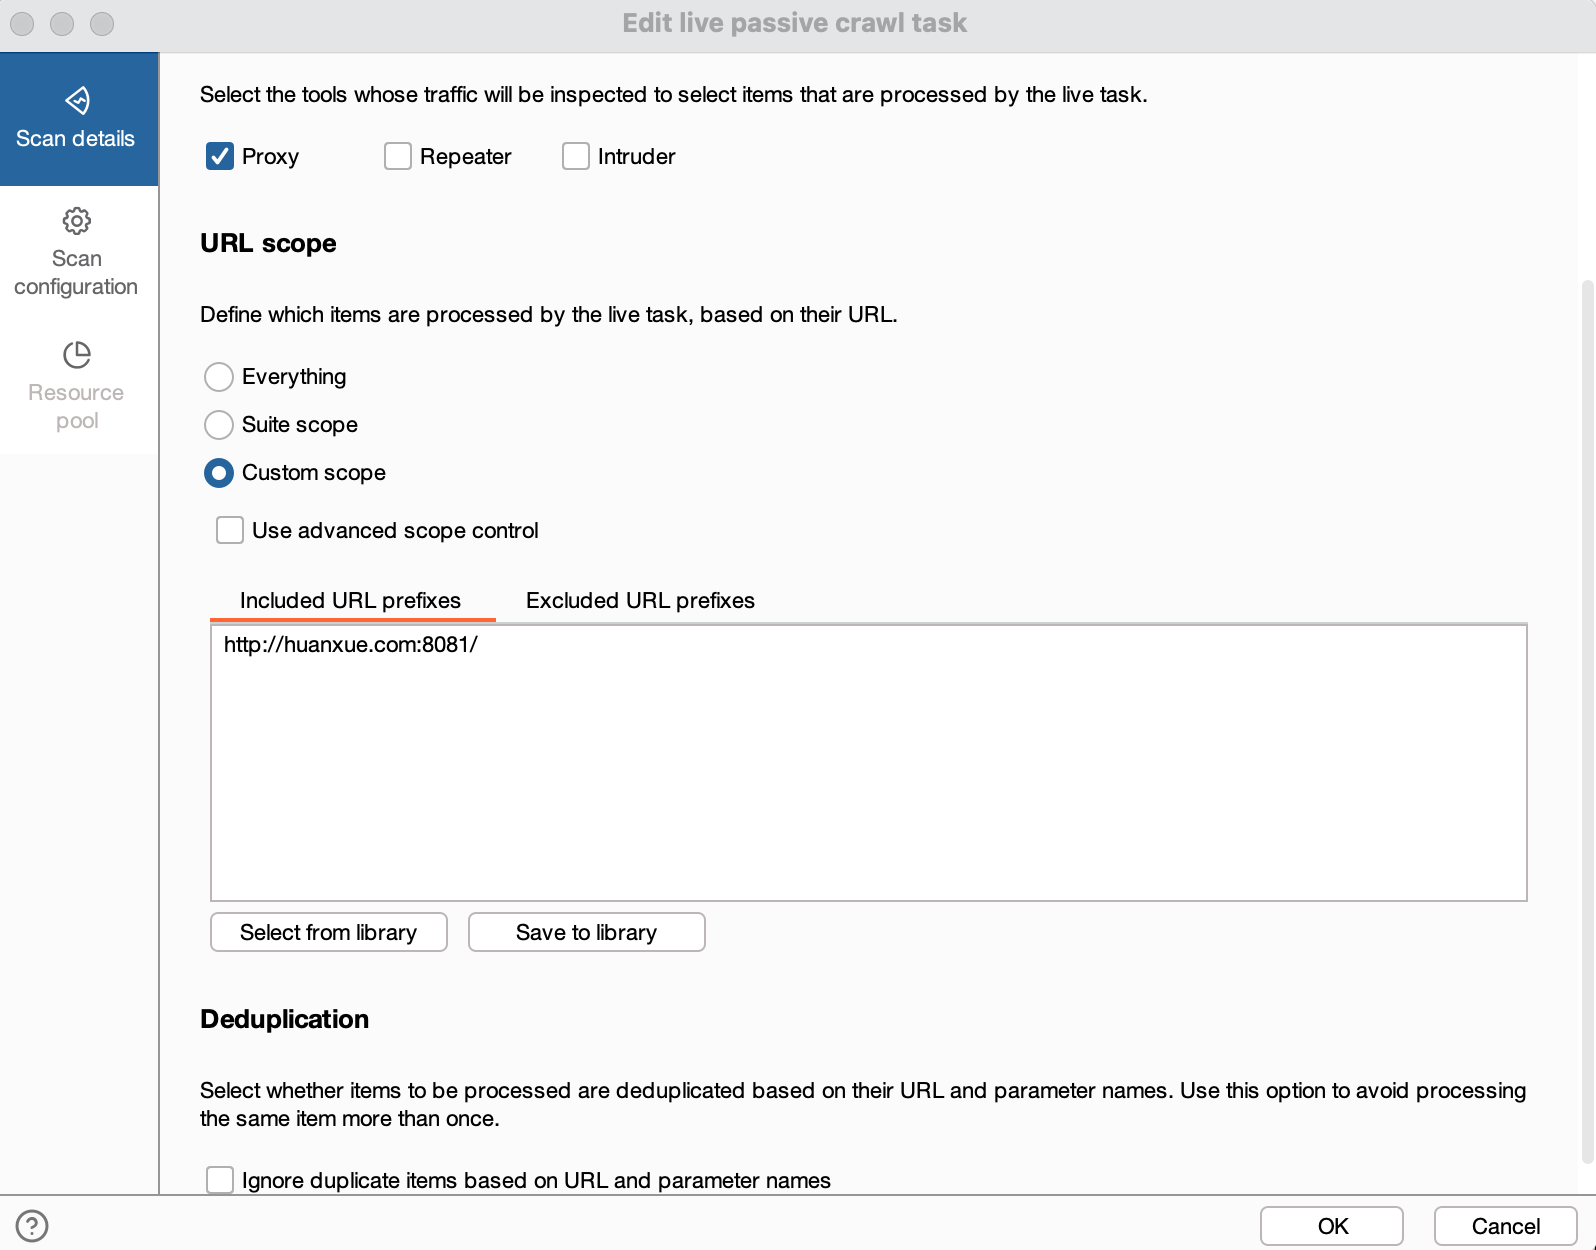 Edit live passive crawl task
Scan details
Scan
configuration
Resource
pool
Select the tools whose traffic will be inspected to select items that are processed by the live task.
Proxy
Repeater
Intruder
URL scope
Define which items are processed by the live task, based on their URL.
Everything
Suite scope
Custom scope
Use advanced scope control
Included URL prefixes
Excluded URL prefixes
http://huanxue.com:8081/
Select from library
Save to library
Deduplication
Select whether items to be processed are deduplicated based on their URL and parameter names. Use this option to avoid processing
the same item more than once.
Ignore duplicate items based on URL and parameter names
?
OK
Cancel